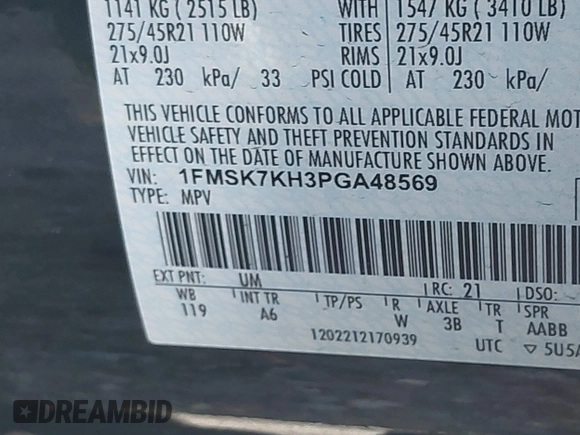 1141 KG ( 2515 LB) WITH 1547 KG ( 3410 LB)
275/45R21 110W TIRES 275/45R21 110W
21x9.0J RIMS 21x9.0J
AT 230 kPa/ 33 PSI COLD AT 230 kPa/
THIS VEHICLE CONFORMS TO ALL APPLICABLE FEDERAL MOT
VEHICLE SAFETY AND THEFT PREVENTION STANDARDS IN
EFFECT ON THE DATE OF MANUFACTURE SHOWN ABOVE.
VIN: 1FMSK7KH3PGA48569
TYPE: MPV
EXT PNT: UM RC: 21 DSO:
WB INT TR TP/PS R AXLE TR SPR
119 A6 W 3B T AABB
1202212170939 UTC ▽ 5U5A
DREAMBID